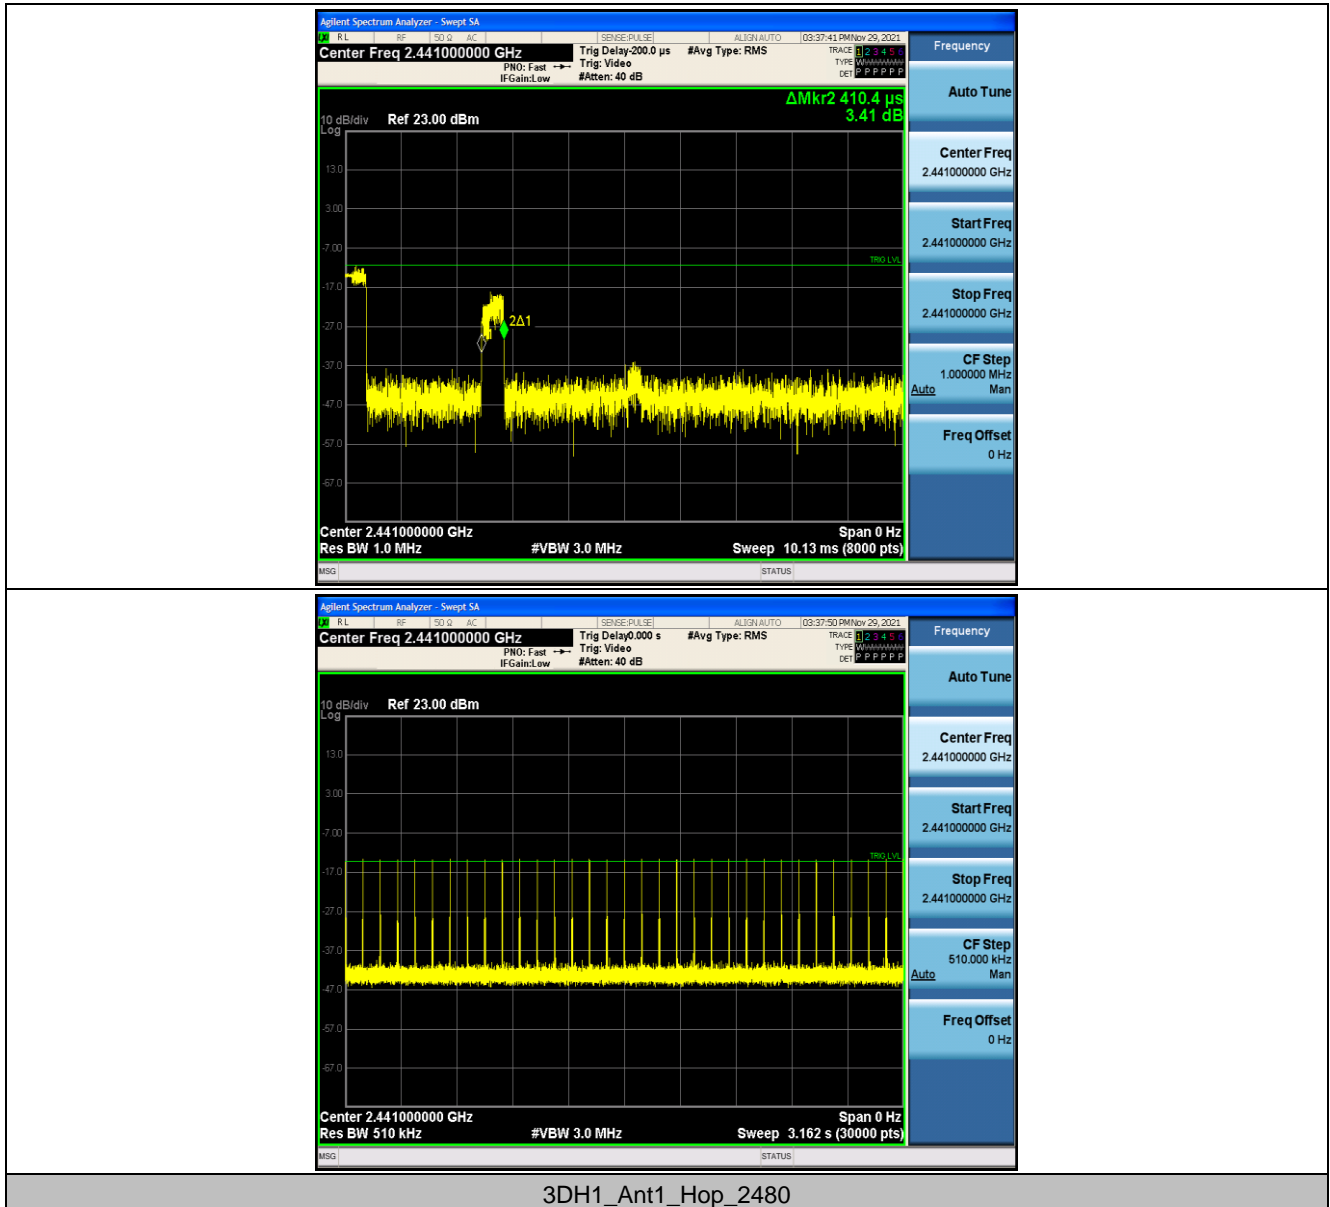 Agilent Spectrum Analyzer - Swept SA
RL RF 50 Ω AC SENSE:PULSE ALIGN AUTO 03:37:41 PM Nov 29, 2021
Center Freq 2.441000000 GHz Trig Delay-200.0 µs #Avg Type: RMS TRACE 1 2 3 4 5 6
PNO: Fast Trig: Video TYPE W
IFGain:Low #Atten: 40 dB DET P P P P P P
Frequency
Auto Tune
ΔMkr2 410.4 µs
3.41 dB
10 dB/div Ref 23.00 dBm
Log
13.0
3.00
-7.00
-17.0
-27.0
-37.0
-47.0
-57.0
-67.0
TRIG LVL
2Δ1
Center Freq
2.441000000 GHz
Start Freq
2.441000000 GHz
Stop Freq
2.441000000 GHz
CF Step
1.000000 MHz
Auto Man
Freq Offset
0 Hz
Center 2.441000000 GHz Span 0 Hz
Res BW 1.0 MHz #VBW 3.0 MHz Sweep 10.13 ms (8000 pts)
MSG STATUS
Agilent Spectrum Analyzer - Swept SA
RL RF 50 Ω AC SENSE:PULSE ALIGN AUTO 03:37:50 PM Nov 29, 2021
Center Freq 2.441000000 GHz Trig Delay0.000 s #Avg Type: RMS TRACE 1 2 3 4 5 6
PNO: Fast Trig: Video TYPE W
IFGain:Low #Atten: 40 dB DET P P P P P P
Frequency
Auto Tune
10 dB/div Ref 23.00 dBm
Log
13.0
3.00
-7.00
-17.0
-27.0
-37.0
-47.0
-57.0
-67.0
TRIG LVL
Center Freq
2.441000000 GHz
Start Freq
2.441000000 GHz
Stop Freq
2.441000000 GHz
CF Step
510.000 kHz
Auto Man
Freq Offset
0 Hz
Center 2.441000000 GHz Span 0 Hz
Res BW 510 kHz #VBW 3.0 MHz Sweep 3.162 s (30000 pts)
MSG STATUS
3DH1_Ant1_Hop_2480